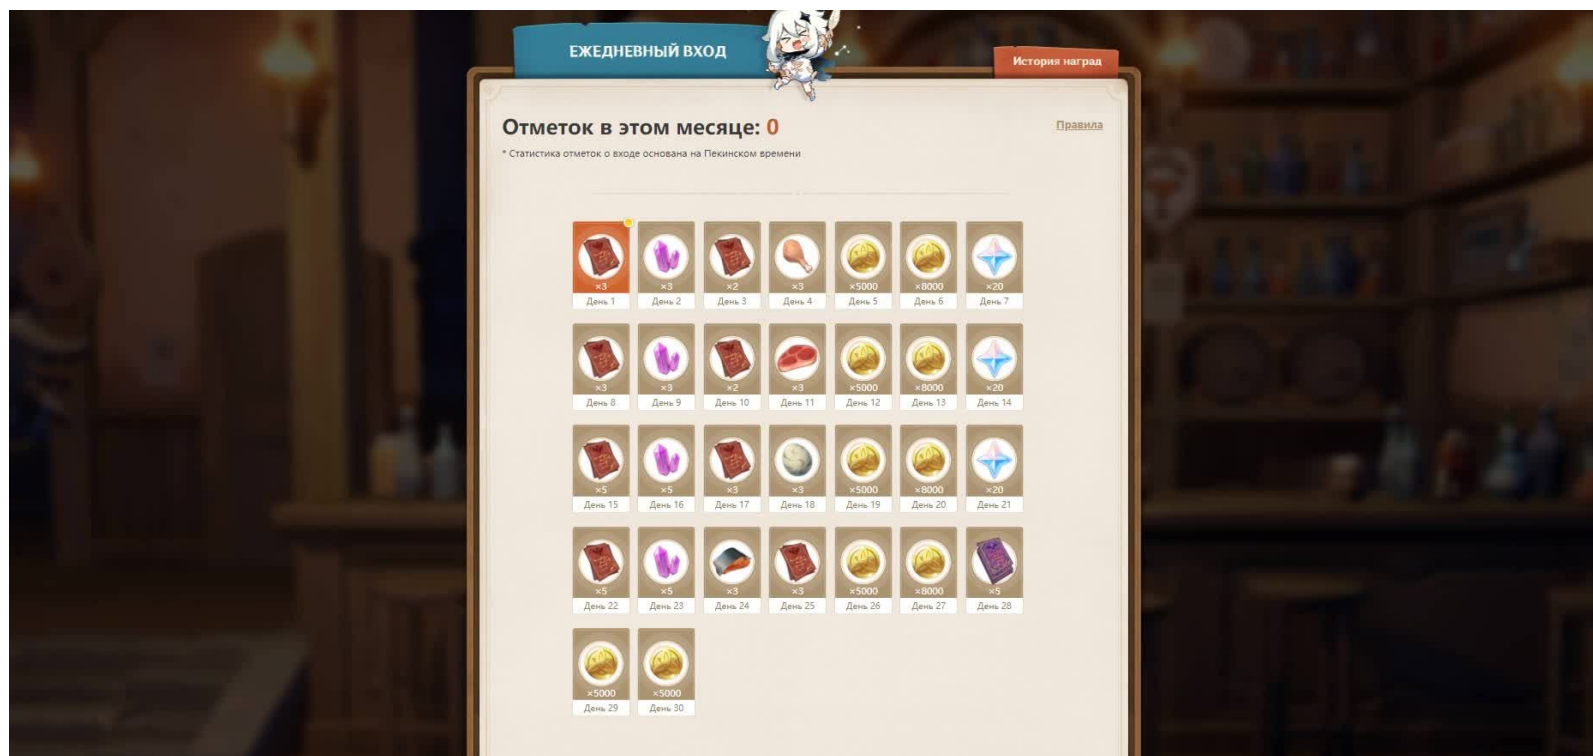 ЕЖЕДНЕВНЫЙ ВХОД
История наград
Отметок в этом месяце: 0
Правила
* Статистика отметок о входе основана на Пекинском времени
×3 ×3 ×2 ×3 ×5000 ×8000 ×20
День 1 День 2 День 3 День 4 День 5 День 6 День 7
×3 ×3 ×2 ×3 ×5000 ×8000 ×20
День 8 День 9 День 10 День 11 День 12 День 13 День 14
×5 ×5 ×3 ×3 ×5000 ×8000 ×20
День 15 День 16 День 17 День 18 День 19 День 20 День 21
×5 ×5 ×3 ×3 ×5000 ×8000 ×5
День 22 День 23 День 24 День 25 День 26 День 27 День 28
×5000 ×5000
День 29 День 30